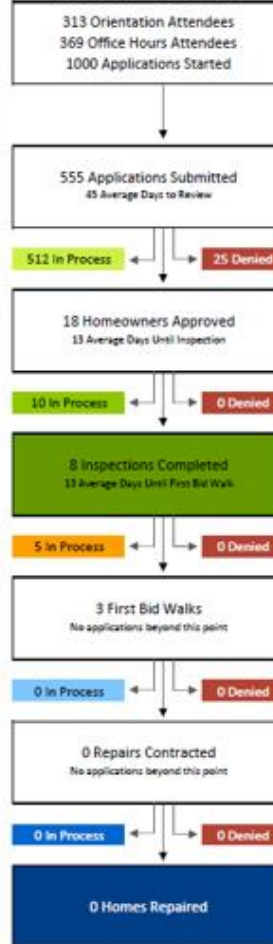 313 Orientation Attendees
369 Office Hours Attendees
1000 Applications Started
555 Applications Submitted
45 Average Days to Review
512 In Process
25 Denied
18 Homeowners Approved
13 Average Days Until Inspection
10 In Process
0 Denied
8 Inspections Completed
13 Average Days Until First Bid Walk
5 In Process
0 Denied
3 First Bid Walks
No applications beyond this point
0 In Process
0 Denied
0 Repairs Contracted
No applications beyond this point
0 In Process
0 Denied
0 Homes Repaired